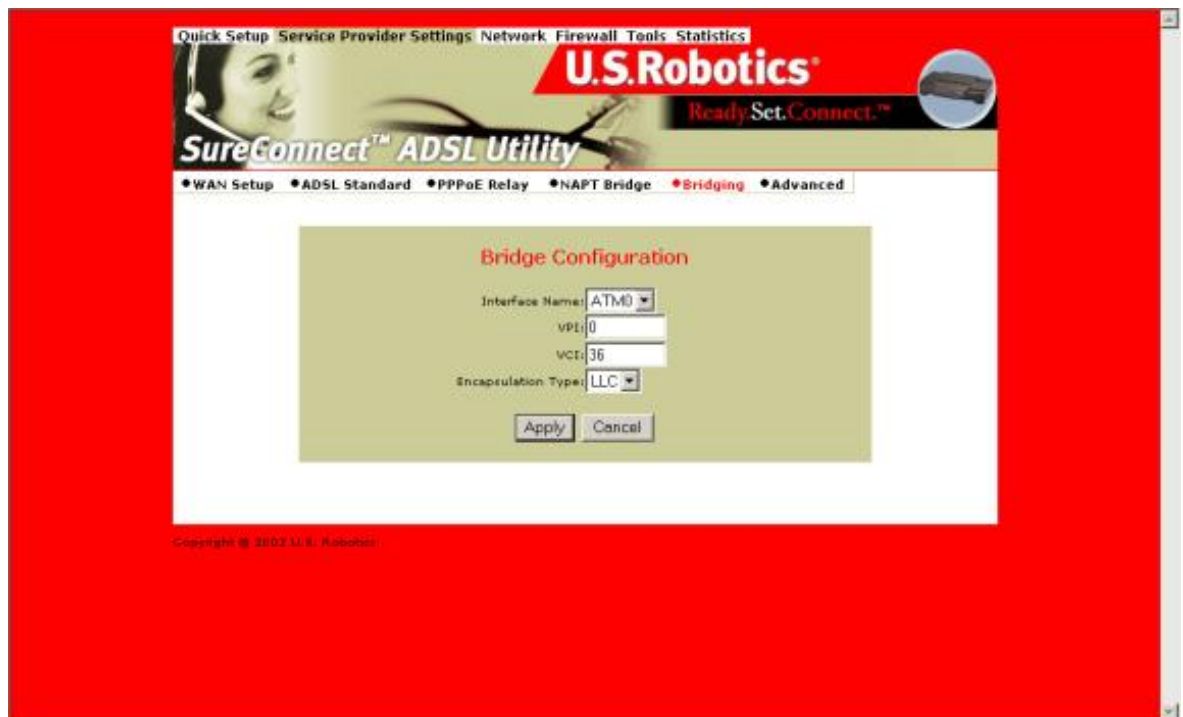 Quick Setup Service Provider Settings Network Firewall Tools Statistics
U.S.Robotics®
Ready.Set.Connect.™
SureConnect™ ADSL Utility
WAN Setup ADSL Standard PPPoE Relay NAPT Bridge Bridging Advanced
Bridge Configuration
Interface Name: ATM0
VPI: 0
VCI: 36
Encapsulation Type: LLC
Apply Cancel
Copyright © 2002 U.S. Robotics